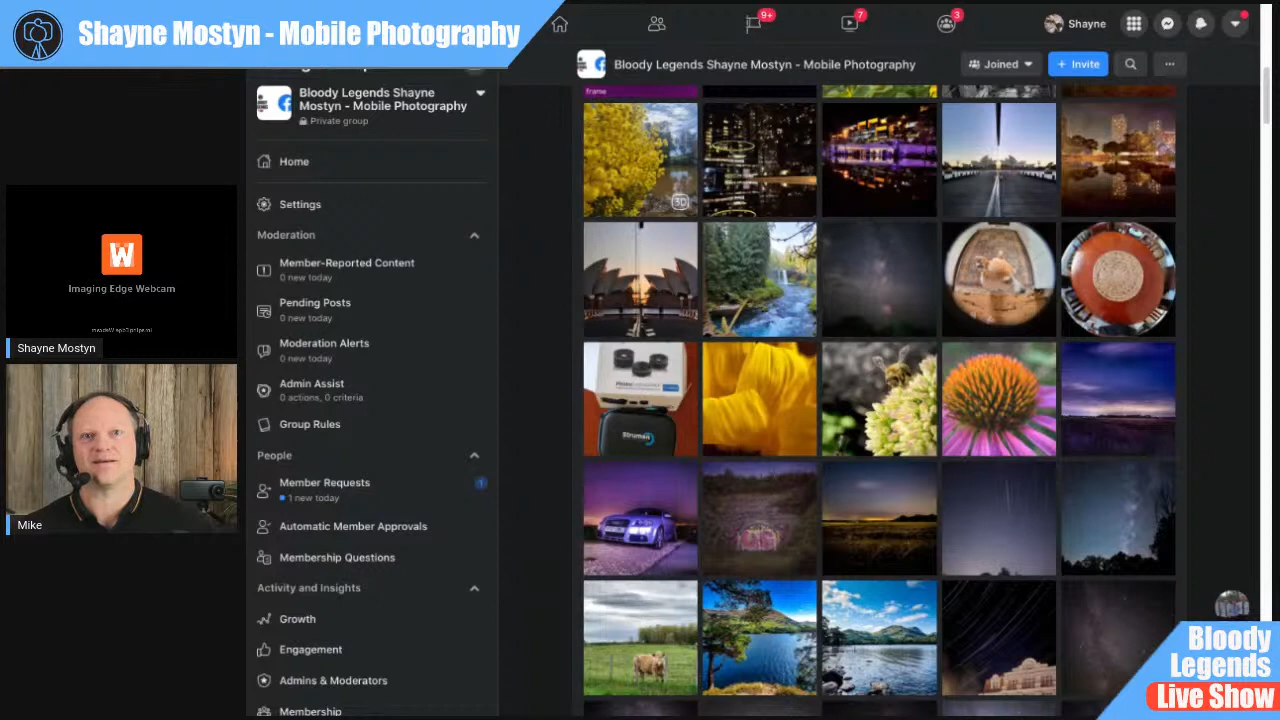 Shayne Mostyn - Mobile Photography
9+
7
3
Shayne
Bloody Legends Shayne Mostyn - Mobile Photography
Joined
+ Invite
Bloody Legends Shayne
Mostyn - Mobile Photography
Private group
Home
Settings
Moderation
Member-Reported Content
0 new today
Pending Posts
0 new today
Moderation Alerts
0 new today
Admin Assist
0 actions, 0 criteria
Group Rules
People
Member Requests
1
1 new today
Automatic Member Approvals
Membership Questions
Activity and Insights
Growth
Engagement
Admins & Moderators
Membership
W
Imaging Edge Webcam
Shayne Mostyn
Mike
frame
3D
Struman
Bloody
Legends
Live Show